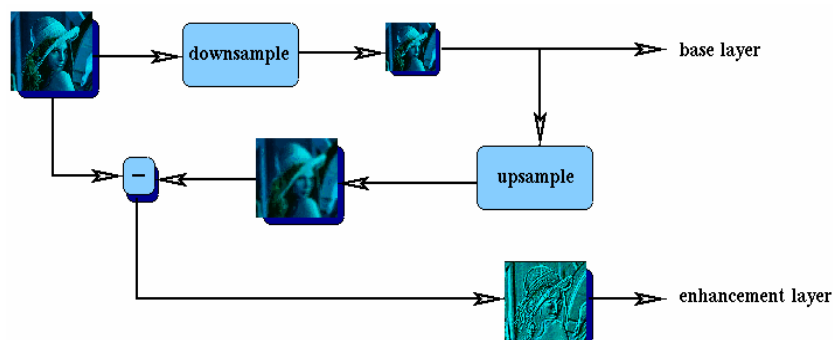 downsample
base layer
–
upsample
enhancement layer